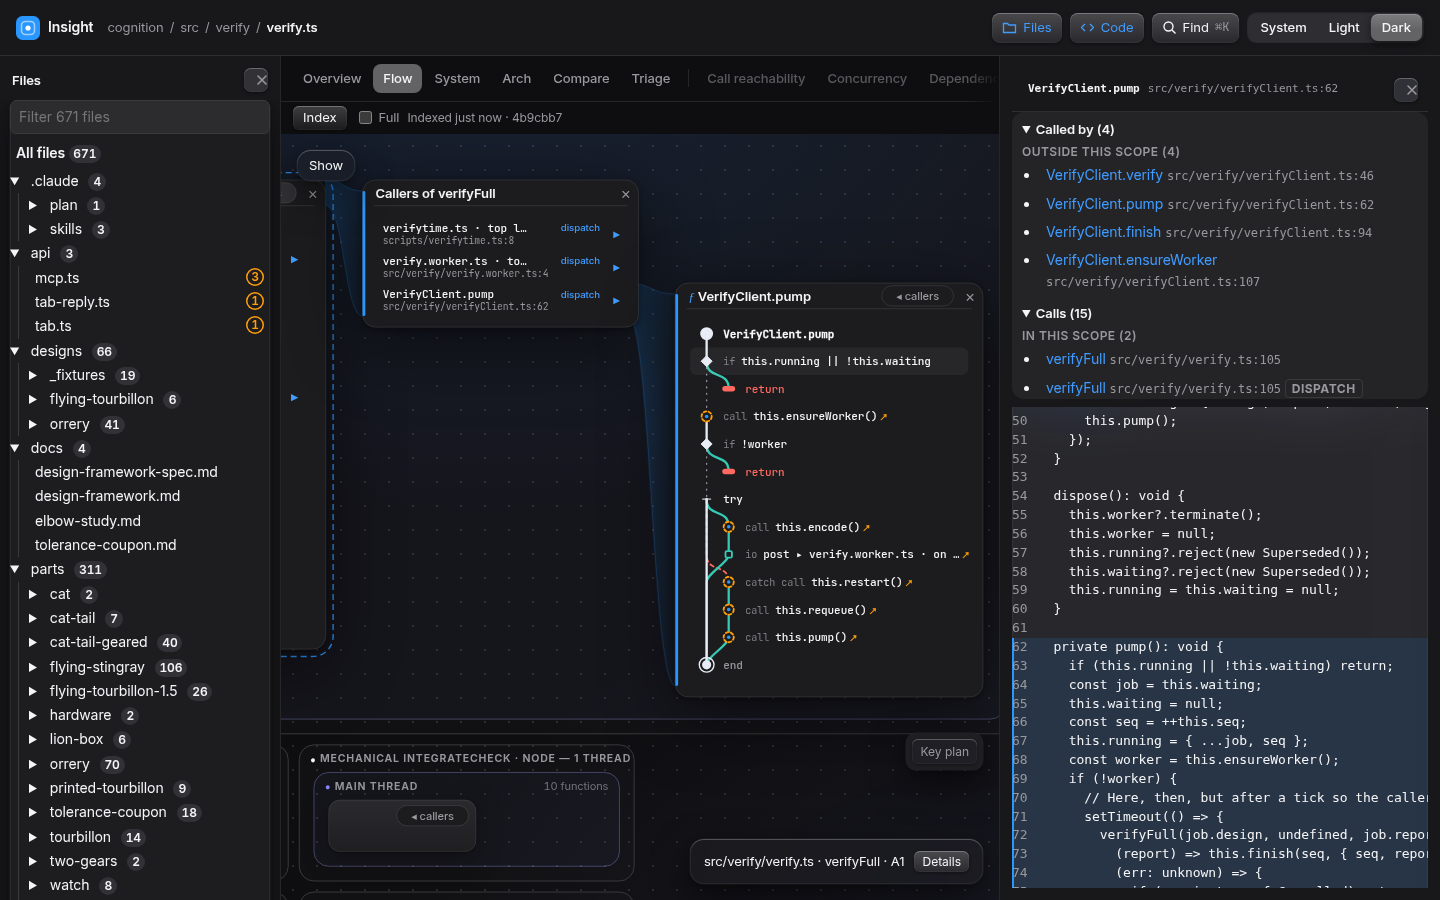 Insight cognition / src / verify / verify.ts
Files Code Find ⌘K System Light Dark
Files
Filter 671 files
All files 671
.claude 4
plan 1
skills 3
api 3
mcp.ts 3
tab-reply.ts 1
tab.ts 1
designs 66
_fixtures 19
flying-tourbillon 6
orrery 41
docs 4
design-framework-spec.md
design-framework.md
elbow-study.md
tolerance-coupon.md
parts 311
cat 2
cat-tail 7
cat-tail-geared 40
flying-stingray 106
flying-tourbillon-1.5 26
hardware 2
lion-box 6
orrery 70
printed-tourbillon 9
tolerance-coupon 18
tourbillon 14
two-gears 2
watch 8
Overview Flow System Arch Compare Triage Call reachability Concurrency Dependen
Index Full Indexed just now · 4b9cbb7
Show
Callers of verifyFull
verifytime.ts · top l… dispatch
scripts/verifytime.ts:8
verify.worker.ts · to… dispatch
src/verify/verify.worker.ts:4
VerifyClient.pump dispatch
src/verify/verifyClient.ts:62
ƒ VerifyClient.pump ◂ callers
VerifyClient.pump
if this.running || !this.waiting
return
call this.ensureWorker() ↗
if !worker
return
try
call this.encode() ↗
io post ▸ verify.worker.ts · on … ↗
catch call this.restart() ↗
call this.requeue() ↗
call this.pump() ↗
end
MECHANICAL INTEGRATECHECK · NODE — 1 THREAD
MAIN THREAD 10 functions
◂ callers
Key plan
src/verify/verify.ts · verifyFull · A1 Details
VerifyClient.pump src/verify/verifyClient.ts:62
Called by (4)
OUTSIDE THIS SCOPE (4)
VerifyClient.verify src/verify/verifyClient.ts:46
VerifyClient.pump src/verify/verifyClient.ts:62
VerifyClient.finish src/verify/verifyClient.ts:94
VerifyClient.ensureWorker
src/verify/verifyClient.ts:107
Calls (15)
IN THIS SCOPE (2)
verifyFull src/verify/verify.ts:105
verifyFull src/verify/verify.ts:105 DISPATCH
50 this.pump();
51 });
52 }
53
54 dispose(): void {
55 this.worker?.terminate();
56 this.worker = null;
57 this.running?.reject(new Superseded());
58 this.waiting?.reject(new Superseded());
59 this.running = this.waiting = null;
60 }
61
62 private pump(): void {
63 if (this.running || !this.waiting) return;
64 const job = this.waiting;
65 this.waiting = null;
66 const seq = ++this.seq;
67 this.running = { ...job, seq };
68 const worker = this.ensureWorker();
69 if (!worker) {
70 // Here, then, but after a tick so the caller
71 setTimeout(() => {
72 verifyFull(job.design, undefined, job.repor
73 (report) => this.finish(seq, { seq, repor
74 (err: unknown) => {